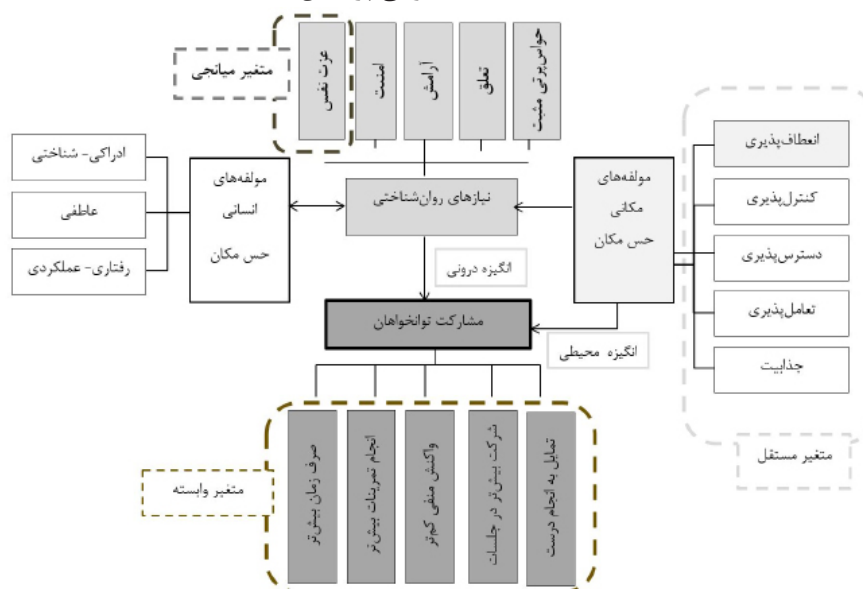 متغیر میانجی
عزت نفس
امنیت
آرامش
تعلق
حواس‌پرتی مثبت
ادراکی- شناختی
عاطفی
رفتاری- عملکردی
مولفه‌های
انسانی
حس مکان
نیازهای روان‌شناختی
مولفه‌های
مکانی
حس مکان
انعطاف‌پذیری
کنترل‌پذیری
دسترس‌پذیری
تعامل‌پذیری
جذابیت
انگیزه درونی
مشارکت توانخواهان
انگیزه محیطی
متغیر مستقل
متغیر وابسته
صرف زمان بیش‌تر
انجام تمرینات بیش‌تر
واکنش منفی کم‌تر
شرکت بیش‌تر در جلسات
تمایل به انجام درست